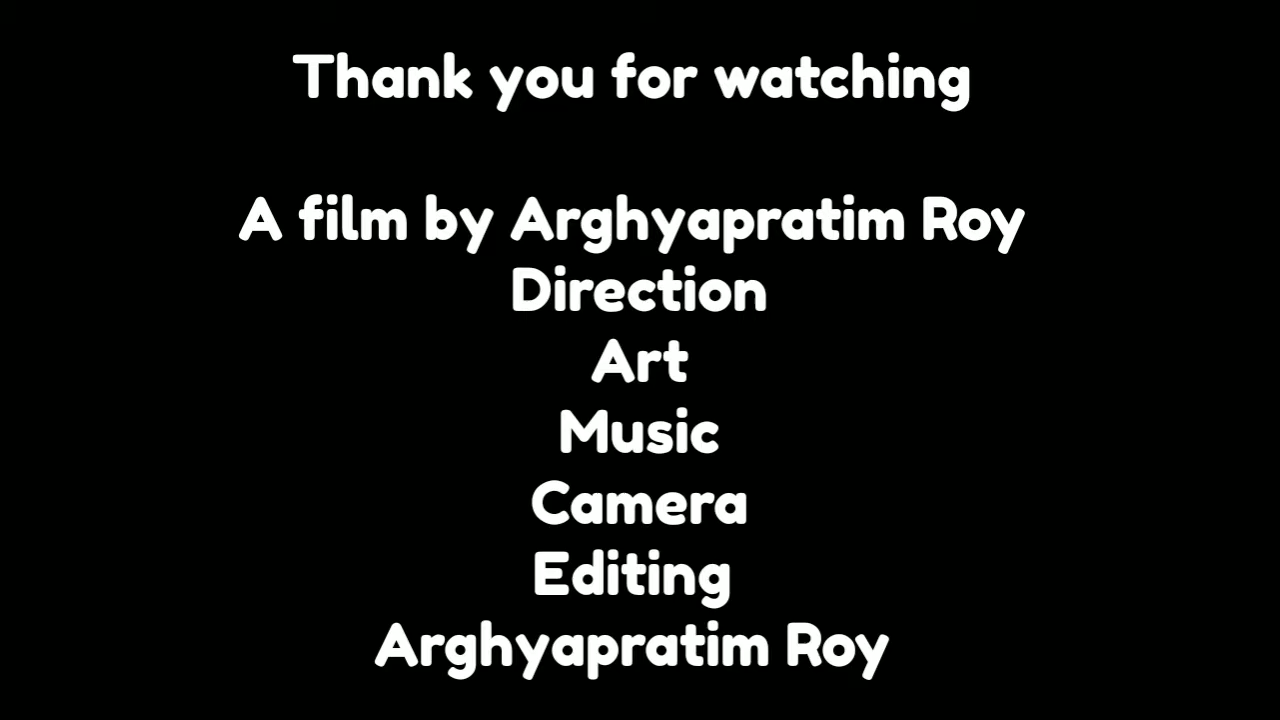 Thank you for watching
A film by Arghyapratim Roy
Direction
Art
Music
Camera
Editing
Arghyapratim Roy